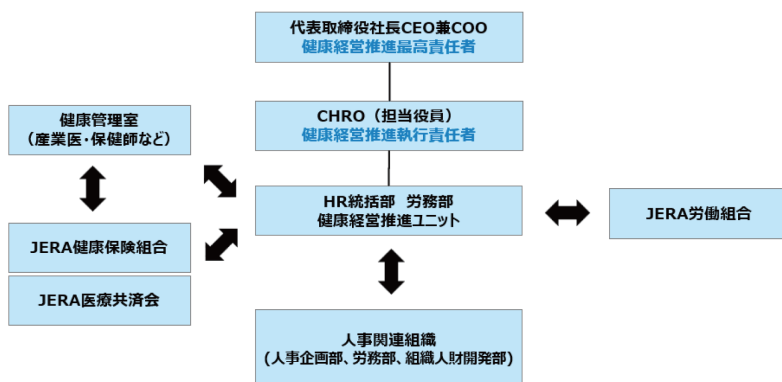 代表取締役社長CEO兼COO
健康経営推進最高責任者
CHRO（担当役員）
健康経営推進執行責任者
健康管理室
（産業医・保健師など）
HR統括部 労務部
健康経営推進ユニット
JERA労働組合
JERA健康保険組合
JERA医療共済会
人事関連組織
(人事企画部、労務部、組織人財開発部)